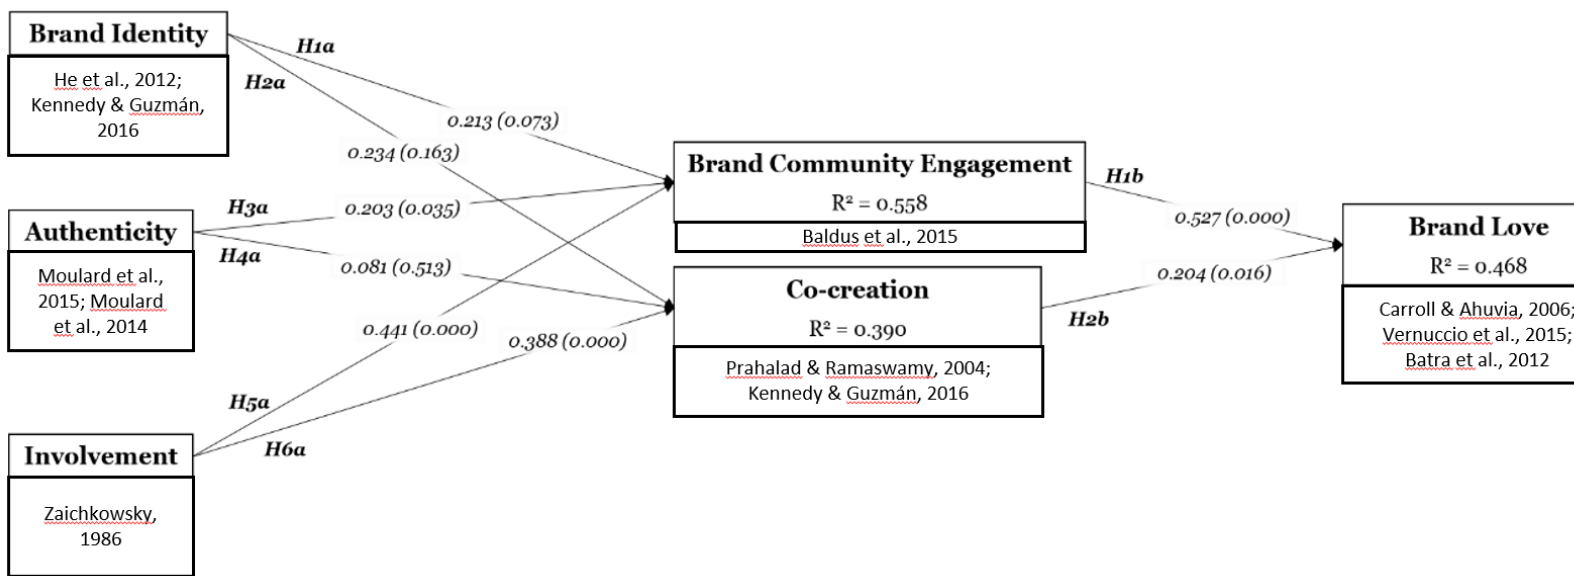 Brand Identity
He et al., 2012;
Kennedy & Guzmán,
2016
H1a
H2a
0.213 (0.073)
0.234 (0.163)
Authenticity
Moulard et al.,
2015; Moulard
et al., 2014
H3a
H4a
0.203 (0.035)
0.081 (0.513)
Involvement
Zaichkowsky,
1986
H5a
H6a
0.441 (0.000)
0.388 (0.000)
Brand Community Engagement
R² = 0.558
Baldus et al., 2015
Co-creation
R² = 0.390
Prahalad & Ramaswamy, 2004;
Kennedy & Guzmán, 2016
H1b
0.527 (0.000)
0.204 (0.016)
H2b
Brand Love
R² = 0.468
Carroll & Ahuvia, 2006;
Vernuccio et al., 2015;
Batra et al., 2012